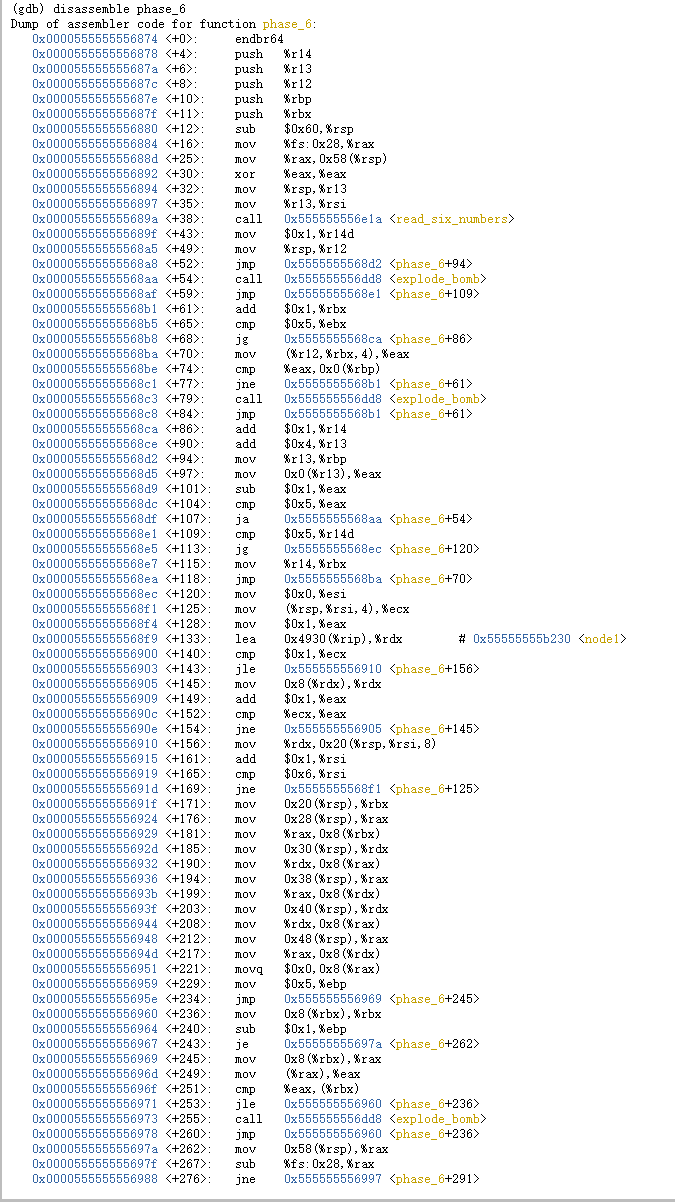 (gdb) disassemble phase_6
Dump of assembler code for function phase_6:
0x0000555555556874 <+0>: endbr64
0x0000555555556878 <+4>: push %r14
0x000055555555687a <+6>: push %r13
0x000055555555687c <+8>: push %r12
0x000055555555687e <+10>: push %rbp
0x000055555555687f <+11>: push %rbx
0x0000555555556880 <+12>: sub $0x60,%rsp
0x0000555555556884 <+16>: mov %fs:0x28,%rax
0x000055555555688d <+25>: mov %rax,0x58(%rsp)
0x0000555555556892 <+30>: xor %eax,%eax
0x0000555555556894 <+32>: mov %rsp,%r13
0x0000555555556897 <+35>: mov %r13,%rsi
0x000055555555689a <+38>: call 0x555555556e1a <read_six_numbers>
0x000055555555689f <+43>: mov $0x1,%r14d
0x00005555555568a5 <+49>: mov %rsp,%r12
0x00005555555568a8 <+52>: jmp 0x5555555568d2 <phase_6+94>
0x00005555555568aa <+54>: call 0x555555556dd8 <explode_bomb>
0x00005555555568af <+59>: jmp 0x5555555568e1 <phase_6+109>
0x00005555555568b1 <+61>: add $0x1,%rbx
0x00005555555568b5 <+65>: cmp $0x5,%ebx
0x00005555555568b8 <+68>: jg 0x5555555568ca <phase_6+86>
0x00005555555568ba <+70>: mov (%r12,%rbx,4),%eax
0x00005555555568be <+74>: cmp %eax,0x0(%rbp)
0x00005555555568c1 <+77>: jne 0x5555555568b1 <phase_6+61>
0x00005555555568c3 <+79>: call 0x555555556dd8 <explode_bomb>
0x00005555555568c8 <+84>: jmp 0x5555555568b1 <phase_6+61>
0x00005555555568ca <+86>: add $0x1,%r14
0x00005555555568ce <+90>: add $0x4,%r13
0x00005555555568d2 <+94>: mov %r13,%rbp
0x00005555555568d5 <+97>: mov 0x0(%r13),%eax
0x00005555555568d9 <+101>: sub $0x1,%eax
0x00005555555568dc <+104>: cmp $0x5,%eax
0x00005555555568df <+107>: ja 0x5555555568aa <phase_6+54>
0x00005555555568e1 <+109>: cmp $0x5,%r14d
0x00005555555568e5 <+113>: jg 0x5555555568ec <phase_6+120>
0x00005555555568e7 <+115>: mov %r14,%rbx
0x00005555555568ea <+118>: jmp 0x5555555568ba <phase_6+70>
0x00005555555568ec <+120>: mov $0x0,%esi
0x00005555555568f1 <+125>: mov (%rsp,%rsi,4),%ecx
0x00005555555568f4 <+128>: mov $0x1,%eax
0x00005555555568f9 <+133>: lea 0x4930(%rip),%rdx # 0x55555555b230 <node1>
0x0000555555556900 <+140>: cmp $0x1,%ecx
0x0000555555556903 <+143>: jle 0x555555556910 <phase_6+156>
0x0000555555556905 <+145>: mov 0x8(%rdx),%rdx
0x0000555555556909 <+149>: add $0x1,%eax
0x000055555555690c <+152>: cmp %ecx,%eax
0x000055555555690e <+154>: jne 0x555555556905 <phase_6+145>
0x0000555555556910 <+156>: mov %rdx,0x20(%rsp,%rsi,8)
0x0000555555556915 <+161>: add $0x1,%rsi
0x0000555555556919 <+165>: cmp $0x6,%rsi
0x000055555555691d <+169>: jne 0x5555555568f1 <phase_6+125>
0x000055555555691f <+171>: mov 0x20(%rsp),%rbx
0x0000555555556924 <+176>: mov 0x28(%rsp),%rax
0x0000555555556929 <+181>: mov %rax,0x8(%rbx)
0x000055555555692d <+185>: mov 0x30(%rsp),%rdx
0x0000555555556932 <+190>: mov %rdx,0x8(%rax)
0x0000555555556936 <+194>: mov 0x38(%rsp),%rax
0x000055555555693b <+199>: mov %rax,0x8(%rdx)
0x000055555555693f <+203>: mov 0x40(%rsp),%rdx
0x0000555555556944 <+208>: mov %rdx,0x8(%rax)
0x0000555555556948 <+212>: mov 0x48(%rsp),%rax
0x000055555555694d <+217>: mov %rax,0x8(%rdx)
0x0000555555556951 <+221>: movq $0x0,0x8(%rax)
0x0000555555556959 <+229>: mov $0x5,%ebp
0x000055555555695e <+234>: jmp 0x555555556969 <phase_6+245>
0x0000555555556960 <+236>: mov 0x8(%rbx),%rbx
0x0000555555556964 <+240>: sub $0x1,%ebp
0x0000555555556967 <+243>: je 0x55555555697a <phase_6+262>
0x0000555555556969 <+245>: mov 0x8(%rbx),%rax
0x000055555555696d <+249>: mov (%rax),%eax
0x000055555555696f <+251>: cmp %eax,(%rbx)
0x0000555555556971 <+253>: jle 0x555555556960 <phase_6+236>
0x0000555555556973 <+255>: call 0x555555556dd8 <explode_bomb>
0x0000555555556978 <+260>: jmp 0x555555556960 <phase_6+236>
0x000055555555697a <+262>: mov 0x58(%rsp),%rax
0x000055555555697f <+267>: sub %fs:0x28,%rax
0x0000555555556988 <+276>: jne 0x555555556997 <phase_6+291>